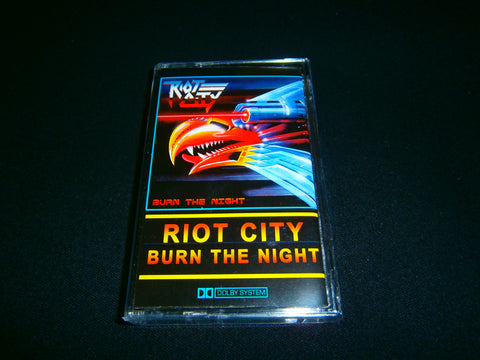 RIOT
CITY
BURN THE NIGHT
RIOT CITY
BURN THE NIGHT
DOLBY SYSTEM